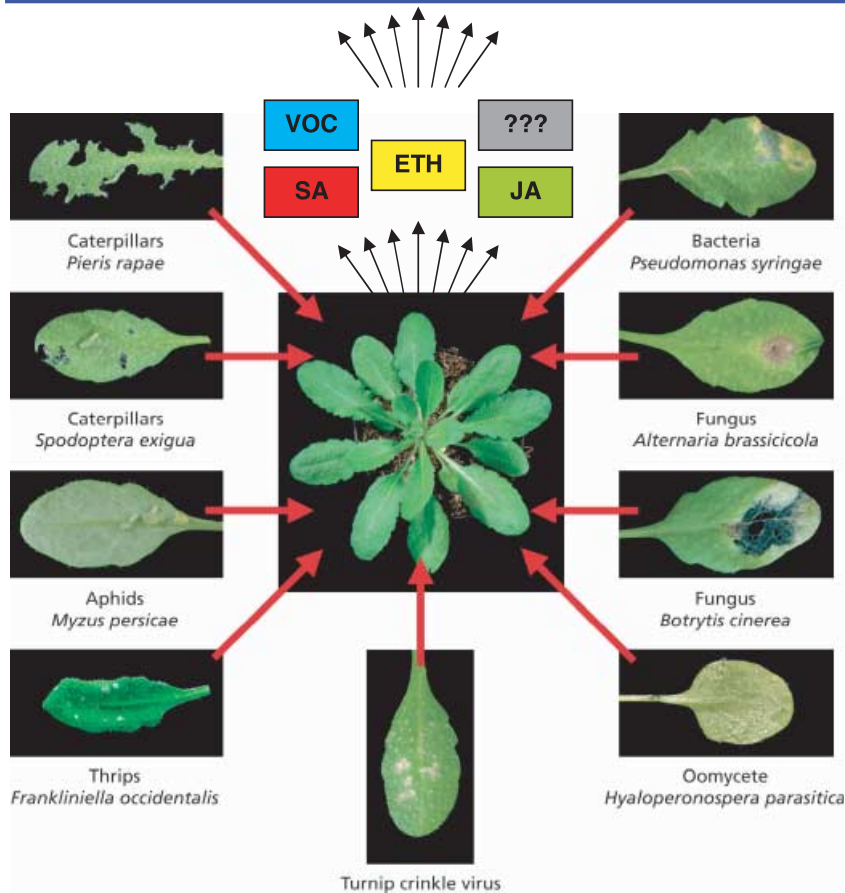 VOC
???
ETH
SA
JA
Caterpillars
Pieris rapae
Bacteria
Pseudomonas syringae
Caterpillars
Spodoptera exigua
Fungus
Alternaria brassicicola
Aphids
Myzus persicae
Fungus
Botrytis cinerea
Thrips
Frankliniella occidentalis
Oomycete
Hyaloperonospera parasitica
Turnip crinkle virus